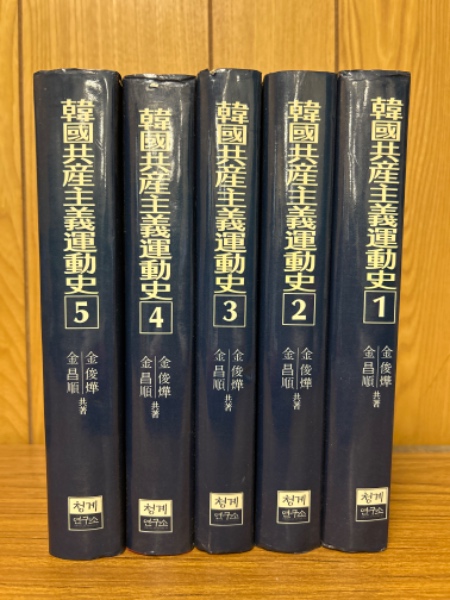 韓國共産主義運動史
5
金俊燁
金昌順
共著
청계
연구소
韓國共産主義運動史
4
金俊燁
金昌順
共著
청계
연구소
韓國共産主義運動史
3
金俊燁
金昌順
共著
청계
연구소
韓國共産主義運動史
2
金俊燁
金昌順
共著
청계
연구소
韓國共産主義運動史
1
金俊燁
金昌順
共著
청계
연구소